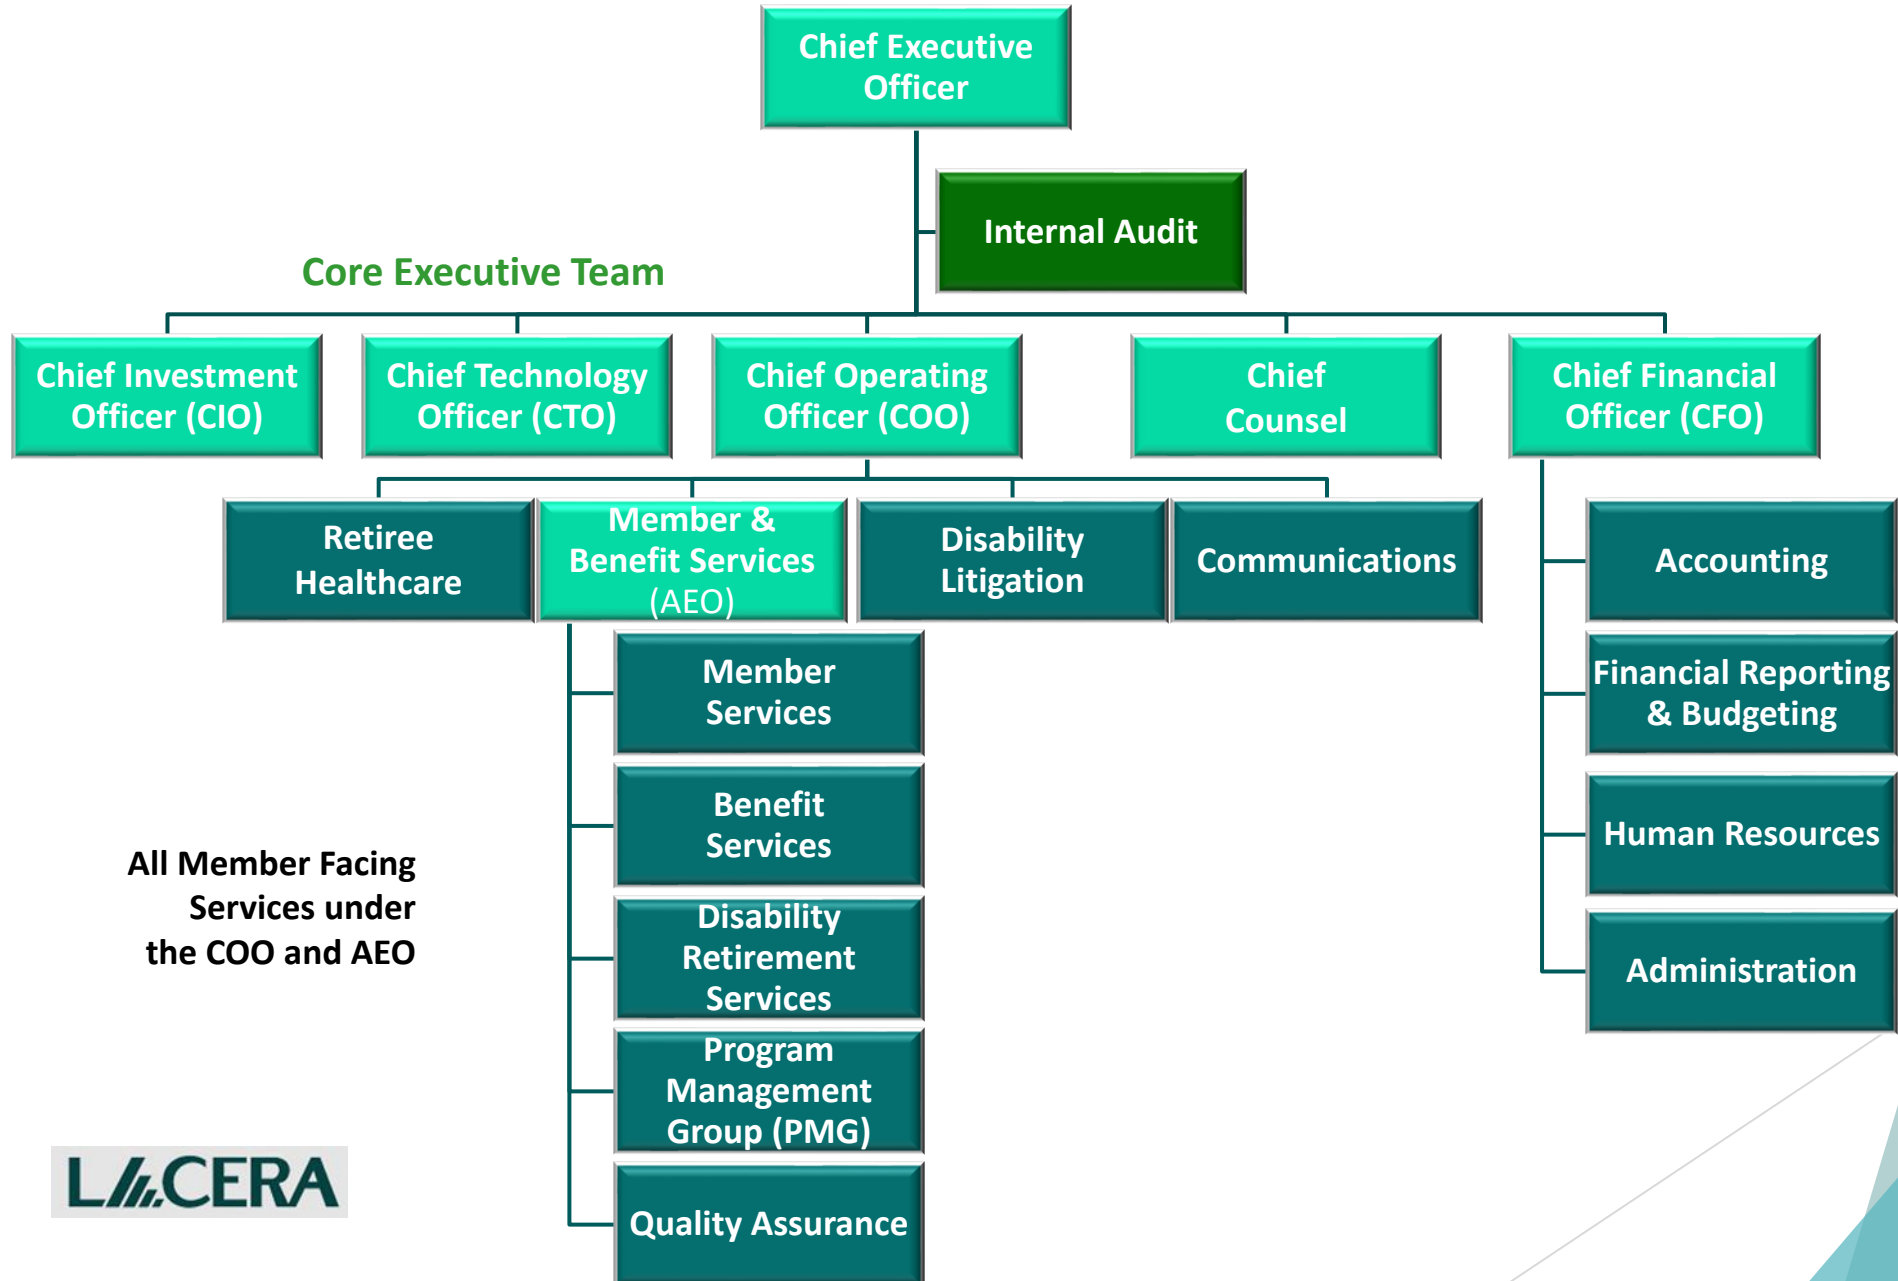 Chief Executive
Officer
Internal Audit
Core Executive Team
Chief Investment
Officer (CIO)
Chief Technology
Officer (CTO)
Chief Operating
Officer (COO)
Chief
Counsel
Chief Financial
Officer (CFO)
Retiree
Healthcare
Member &
Benefit Services
(AEO)
Disability
Litigation
Communications
Accounting
Member
Services
Financial Reporting
& Budgeting
Benefit
Services
Human Resources
All Member Facing
Services under
the COO and AEO
Disability
Retirement
Services
Administration
Program
Management
Group (PMG)
Quality Assurance
LACERA